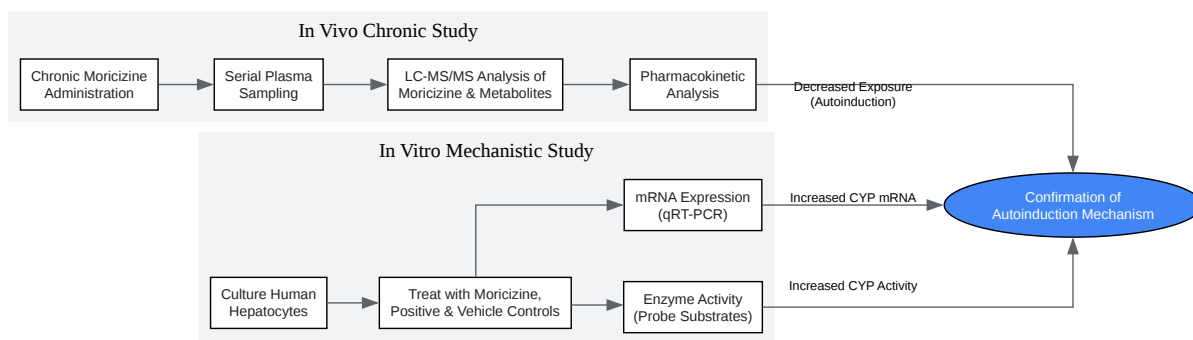 In Vivo Chronic Study
Chronic Moricizine
Administration
Serial Plasma
Sampling
LC-MS/MS Analysis of
Moricizine & Metabolites
Pharmacokinetic
Analysis
Decreased Exposure
(Autoinduction)
In Vitro Mechanistic Study
Culture Human
Hepatocytes
Treat with Moricizine,
Positive & Vehicle Controls
mRNA Expression
(qRT-PCR)
Increased CYP mRNA
Enzyme Activity
(Probe Substrates)
Increased CYP Activity
Confirmation of
Autoinduction Mechanism